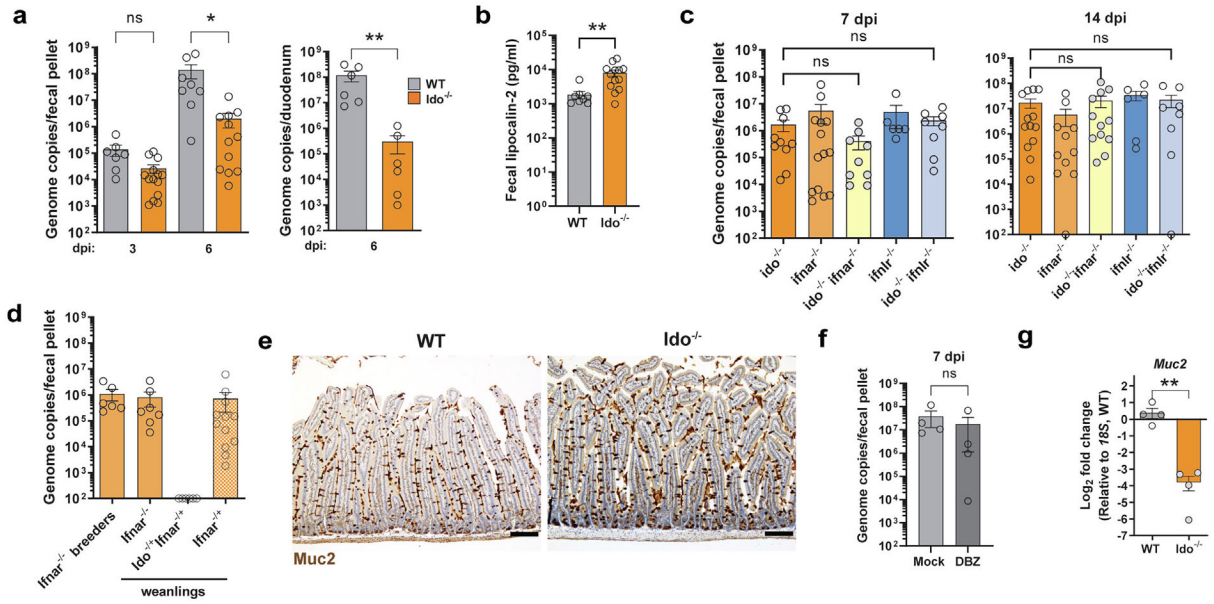 a
ns
*
Genome copies/fecal pellet
10⁹
10⁸
10⁷
10⁶
10⁵
10⁴
10³
10²
dpi: 3 6
**
Genome copies/duodenum
10⁹
10⁸
10⁷
10⁶
10⁵
10⁴
10³
10²
dpi: 6
WT
Ido⁻/⁻
b
**
Fecal lipocalin-2 (pg/ml)
10⁵
10⁴
10³
10²
10¹
10⁰
WT Ido⁻/⁻
c
7 dpi
ns
ns
Genome copies/fecal pellet
10⁹
10⁸
10⁷
10⁶
10⁵
10⁴
10³
10²
ido⁻/⁻
ifnar⁻/⁻
ido⁻/⁻ifnar⁻/⁻
ifnlr⁻/⁻
ido⁻/⁻ifnlr⁻/⁻
14 dpi
ns
ns
10⁹
10⁸
10⁷
10⁶
10⁵
10⁴
10³
10²
ido⁻/⁻
ifnar⁻/⁻
ido⁻/⁻ifnar⁻/⁻
ifnlr⁻/⁻
ido⁻/⁻ifnlr⁻/⁻
d
Genome copies/fecal pellet
10⁹
10⁸
10⁷
10⁶
10⁵
10⁴
10³
10²
Ifnar⁻/⁻ breeders
Ifnar⁻/⁻
Ido⁻/⁺Ifnar⁻/⁺
Ifnar⁻/⁺
weanlings
e
WT
Ido⁻/⁻
Muc2
f
7 dpi
ns
Genome copies/fecal pellet
10⁹
10⁸
10⁷
10⁶
10⁵
10⁴
10³
10²
Mock DBZ
g
Muc2
**
Log₂ fold change
(Relative to 18S, WT)
2
1
0
-1
-2
-3
-4
-5
-6
-7
WT Ido⁻/⁻